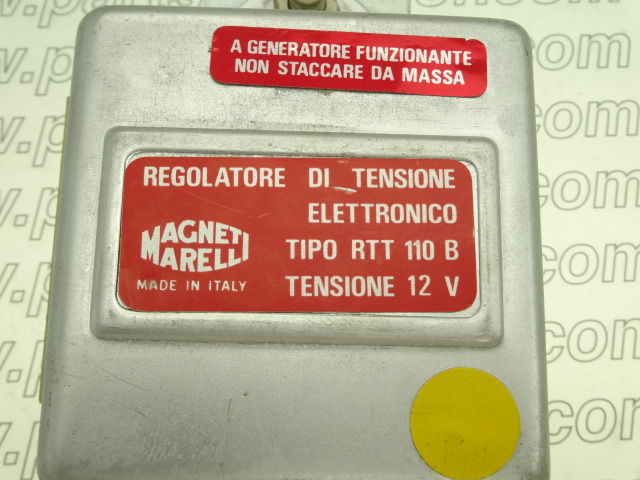 A GENERATORE FUNZIONANTE
NON STACCARE DA MASSA
REGOLATORE DI TENSIONE
ELETTRONICO
MAGNETI
MARELLI
TIPO RTT 110 B
MADE IN ITALY
TENSIONE 12 V